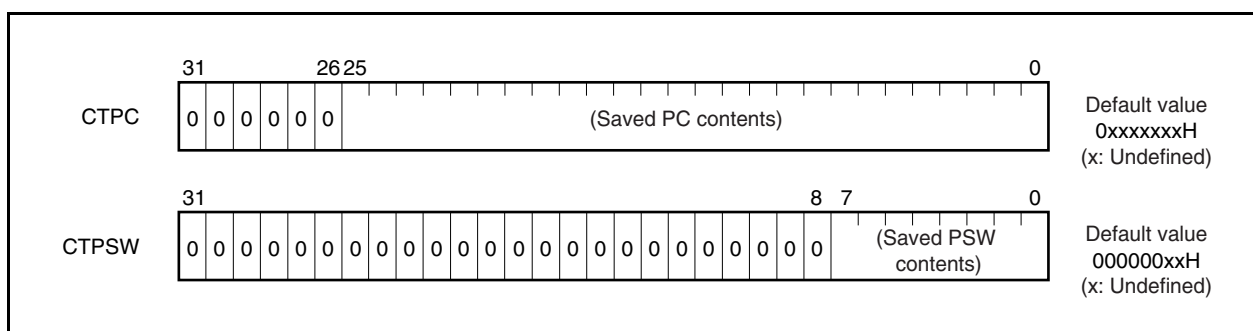 31 26 25 0
CTPC 0 0 0 0 0 0 (Saved PC contents) Default value
0xxxxxxxH
(x: Undefined)
31 8 7 0
CTPSW 0 0 0 0 0 0 0 0 0 0 0 0 0 0 0 0 0 0 0 0 0 0 0 0 (Saved PSW Default value
contents) 000000xxH
(x: Undefined)